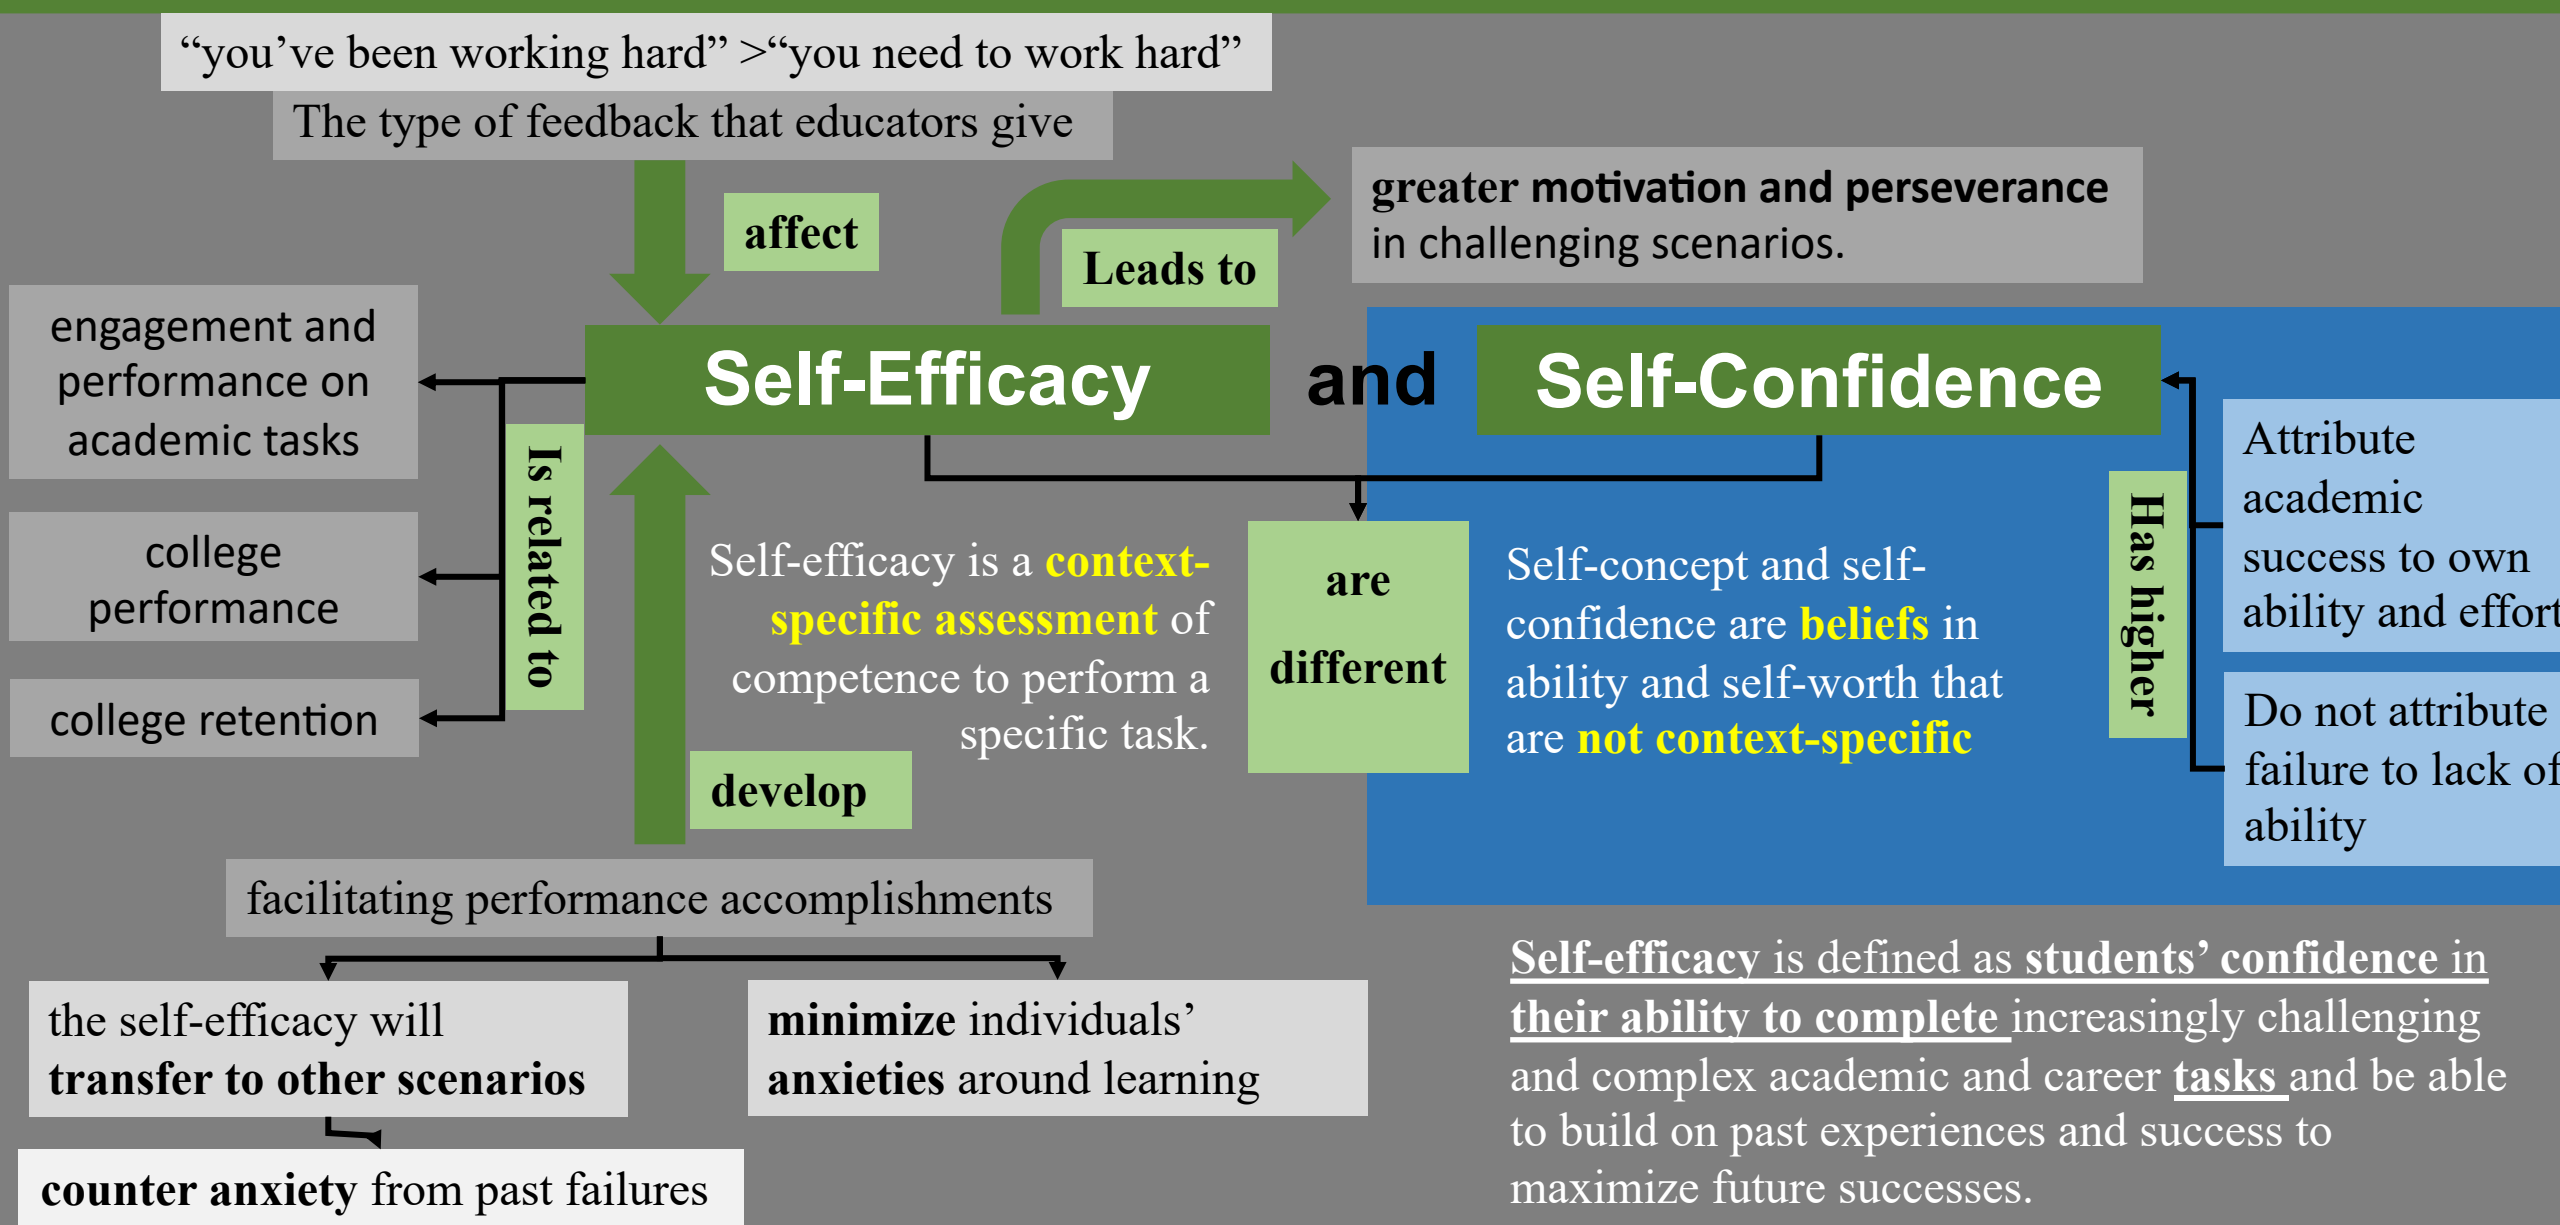 “you’ve been working hard” >“you need to work hard”
The type of feedback that educators give
affect
Leads to
greater motivation and perseverance
in challenging scenarios.
engagement and
performance on
academic tasks
college
performance
college retention
Is related to
Self-Efficacy
and
Self-Confidence
Self-efficacy is a context-
specific assessment of
competence to perform a
specific task.
are
different
Self-concept and self-
confidence are beliefs in
ability and self-worth that
are not context-specific
Has higher
Attribute
academic
success to own
ability and effort
Do not attribute
failure to lack of
ability
develop
facilitating performance accomplishments
the self-efficacy will
transfer to other scenarios
minimize individuals’
anxieties around learning
counter anxiety from past failures
Self-efficacy is defined as students’ confidence in
their ability to complete increasingly challenging
and complex academic and career tasks and be able
to build on past experiences and success to
maximize future successes.